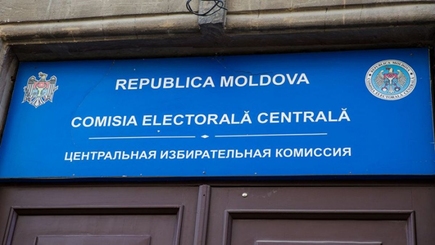 REPUBLICA MOLDOVA
COMISIA ELECTORALĂ CENTRALĂ
ЦЕНТРАЛЬНАЯ ИЗБИРАТЕЛЬНАЯ КОМИССИЯ